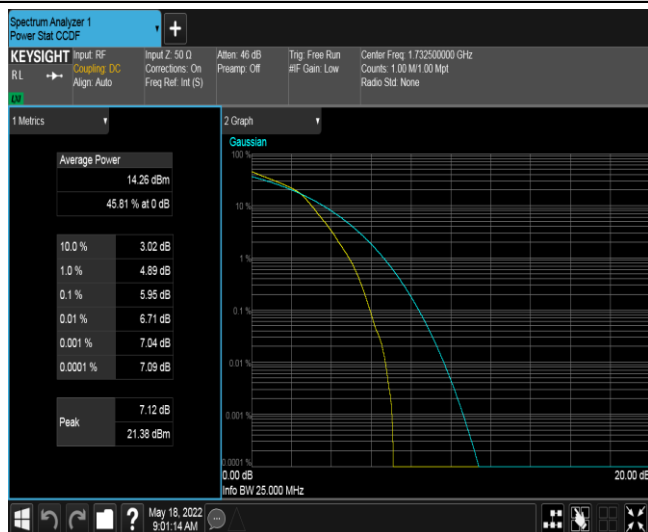 Spectrum Analyzer 1
Power Stat CCDF
+
KEYSIGHT
RL
LM
Input: RF
Coupling: DC
Align: Auto
Input Z: 50 Ω
Corrections: On
Freq Ref: Int (S)
Atten: 46 dB
Preamp: Off
Trig: Free Run
#IF Gain: Low
Center Freq: 1.732500000 GHz
Counts: 1.00 M/1.00 Mpt
Radio Std: None
1 Metrics
Average Power
14.26 dBm
45.81 % at 0 dB
10.0 % 3.02 dB
1.0 % 4.89 dB
0.1 % 5.95 dB
0.01 % 6.71 dB
0.001 % 7.04 dB
0.0001 % 7.09 dB
Peak
7.12 dB
21.38 dBm
2 Graph
Gaussian
100 %
10 %
1 %
0.1 %
0.01 %
0.001 %
0.0001 %
0.00 dB 20.00 dB
Info BW 25.000 MHz
?
May 18, 2022
9:01:14 AM